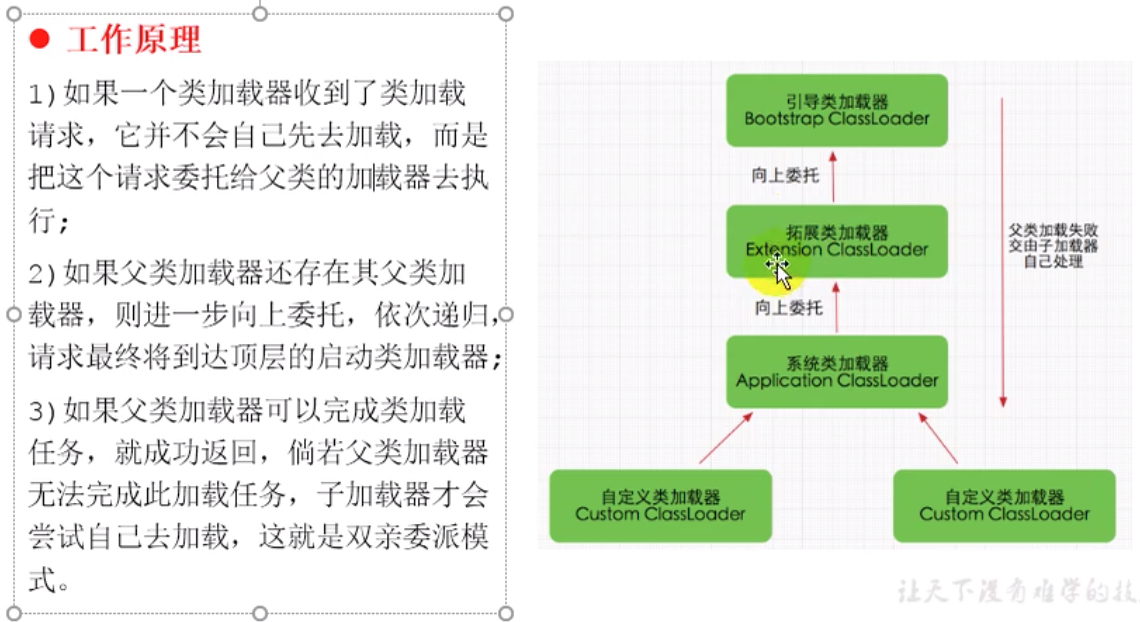 工作原理
1)如果一个类加载器收到了类加载
请求，它并不会自己先去加载，而是
把这个请求委托给父类的加载器去执
行；
2)如果父类加载器还存在其父类加
载器，则进一步向上委托，依次递归，
请求最终将到达顶层的启动类加载器；
3)如果父类加载器可以完成类加载
任务，就成功返回，倘若父类加载器
无法完成此加载任务，子加载器才会
尝试自己去加载，这就是双亲委派模
式。
引导类加载器
Bootstrap ClassLoader
向上委托
拓展类加载器
Extension ClassLoader
父类加载失败
交由子加载器
自己处理
向上委托
系统类加载器
Application ClassLoader
自定义类加载器
Custom ClassLoader
自定义类加载器
Custom ClassLoader
让天下没有难学的技